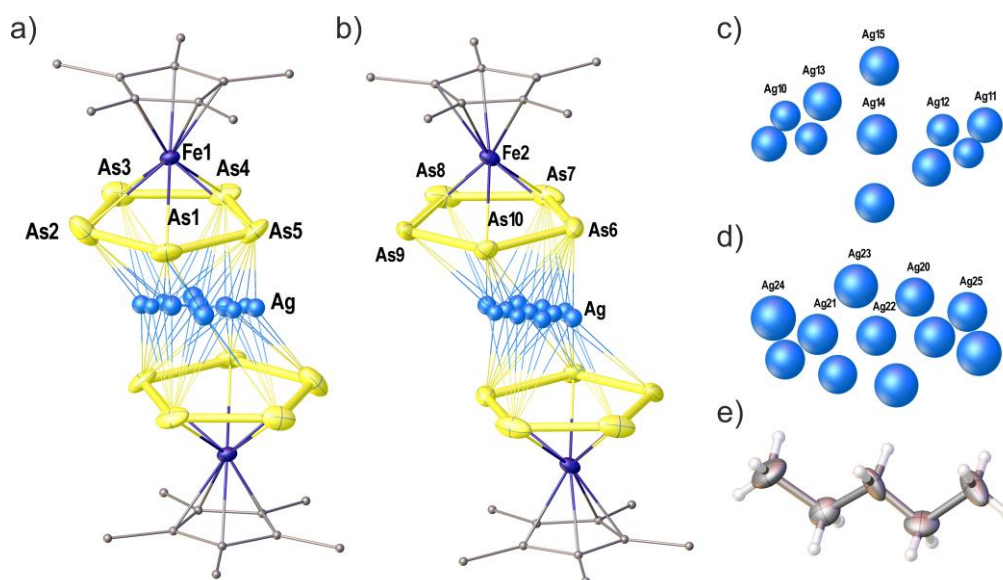 a)
Fe1
As3
As4
As1
As2
As5
Ag
b)
Fe2
As8
As7
As10
As6
As9
Ag
c)
Ag15
Ag13
Ag10
Ag12
Ag11
Ag14
d)
Ag23
Ag20
Ag24
Ag25
Ag21
Ag22
e)